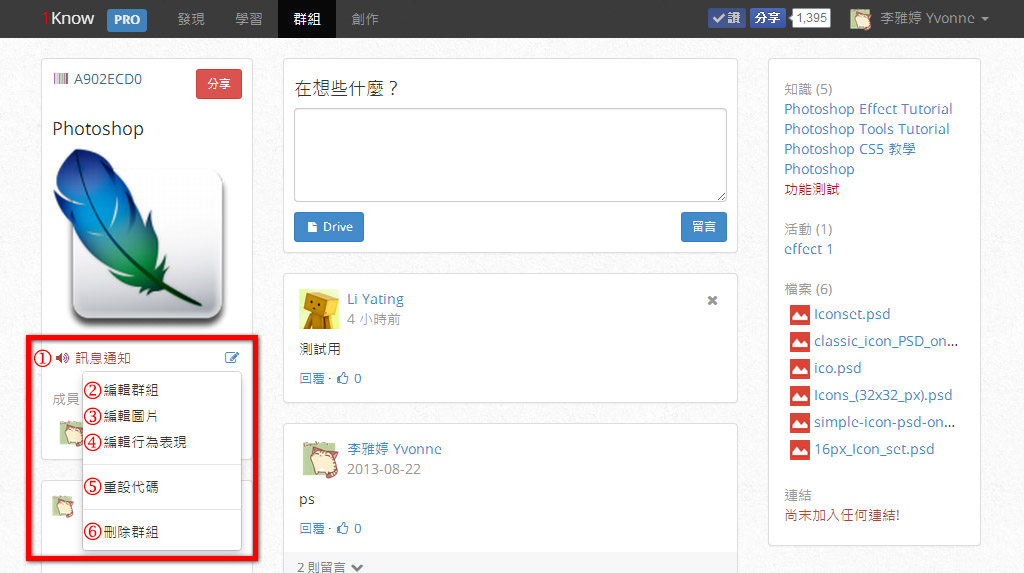 1Know PRO 發現 學習 群組 創作 讚 分享 1,395 李雅婷 Yvonne
A902ECD0 分享
Photoshop
① 訊息通知
成員
② 編輯群組
③ 編輯圖片
④ 編輯行為表現
⑤ 重設代碼
⑥ 刪除群組
在想些什麼？
Drive 留言
Li Yating
4 小時前
測試用
回覆 · 0
李雅婷 Yvonne
2013-08-22
ps
回覆 · 0
2 則留言
知識 (5)
Photoshop Effect Tutorial
Photoshop Tools Tutorial
Photoshop CS5 教學
Photoshop
功能測試
活動 (1)
effect 1
檔案 (6)
Iconset.psd
classic_icon_PSD_on...
ico.psd
Icons_(32x32_px).psd
simple-icon-psd-on...
16px_Icon_set.psd
連結
尚未加入任何連結!